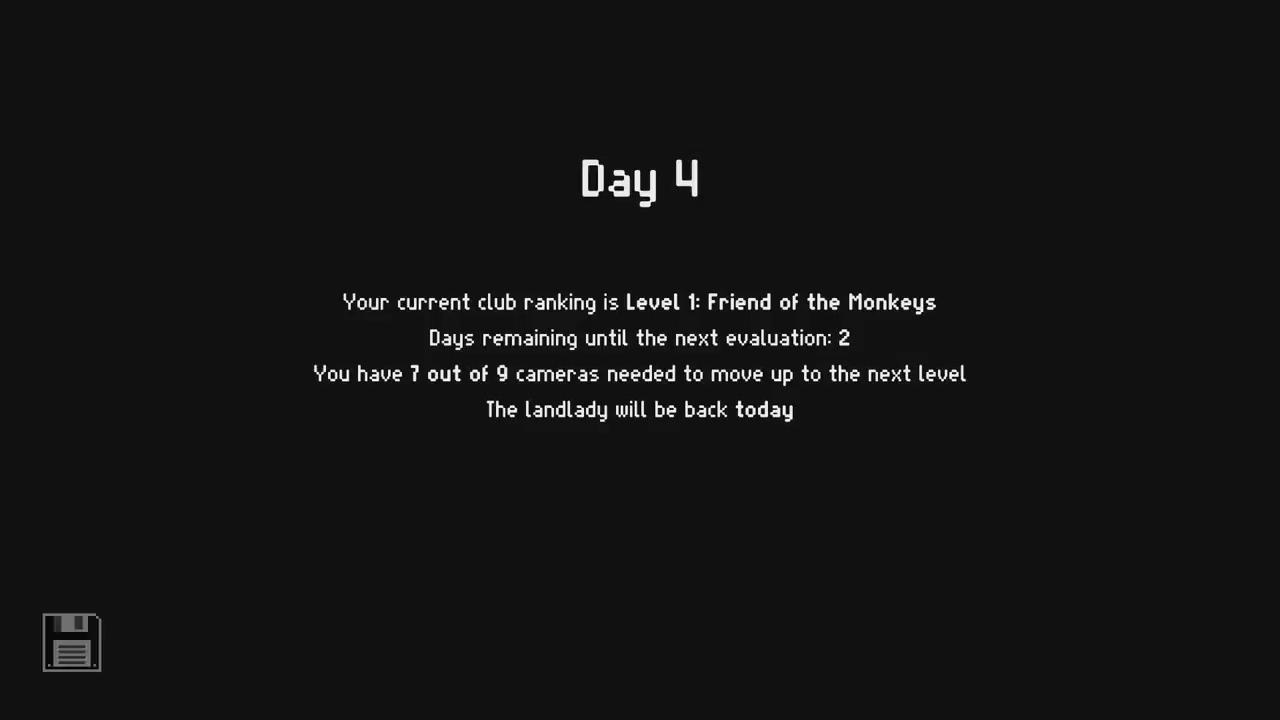 Day 4
Your current club ranking is Level 1: Friend of the Monkeys
Days remaining until the next evaluation: 2
You have 7 out of 9 cameras needed to move up to the next level
The landlady will be back today